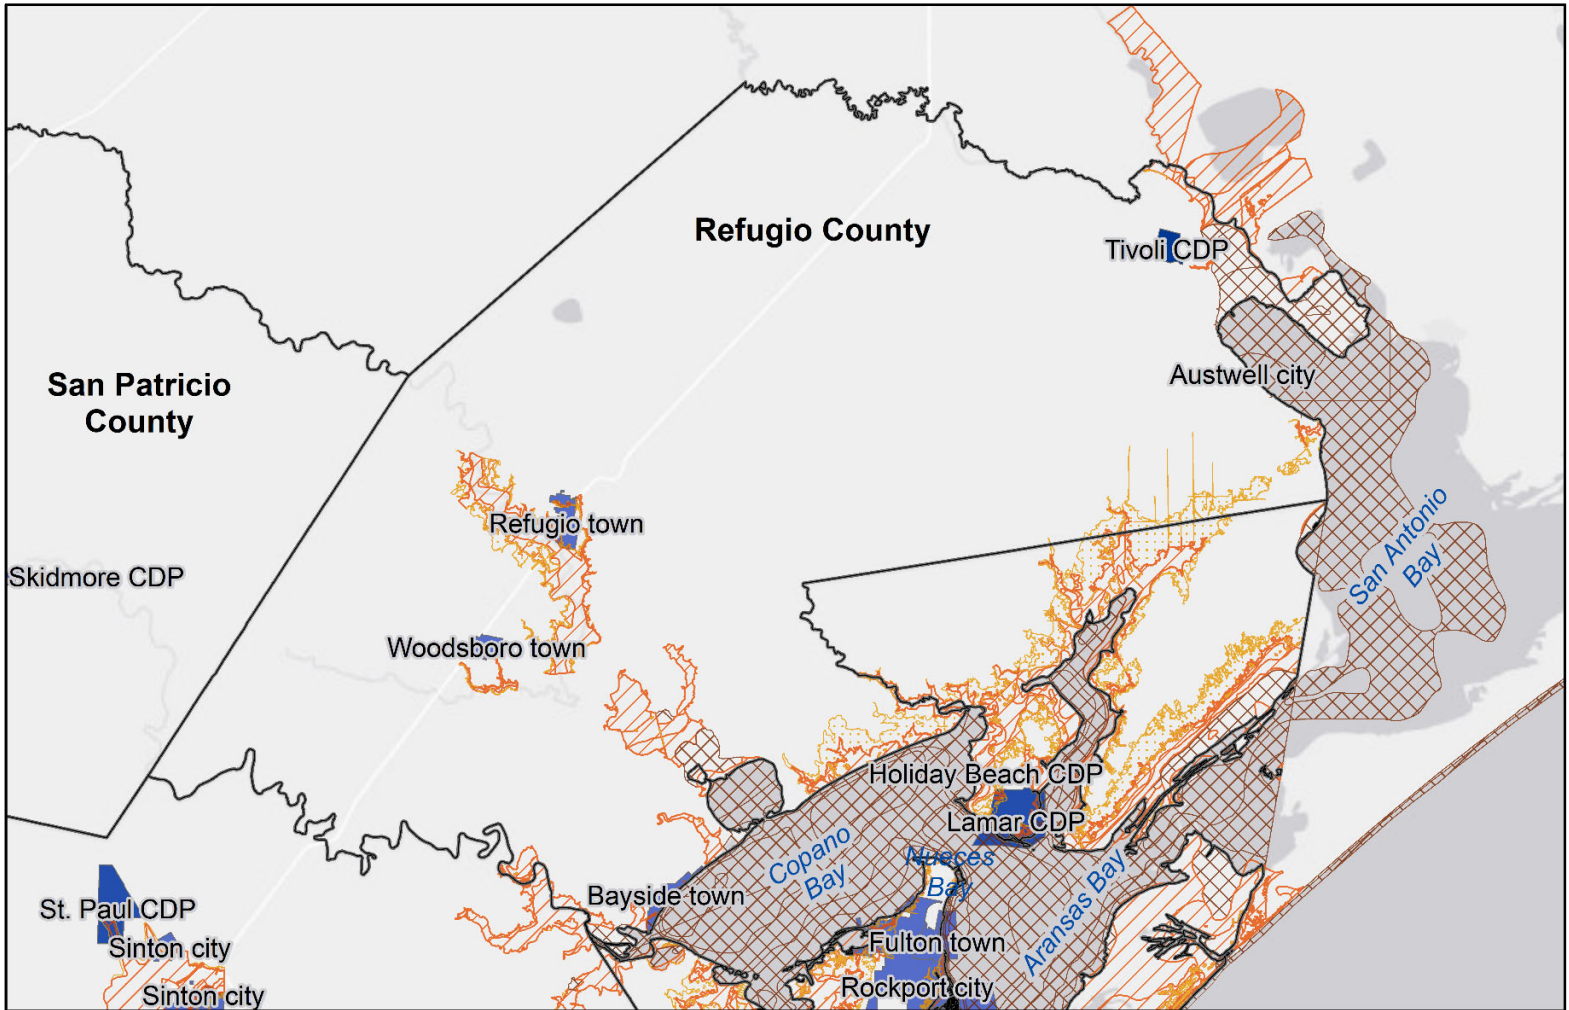 Refugio County
Tivoli CDP
San Patricio
County
Austwell city
Refugio town
San Antonio
Bay
Skidmore CDP
Woodsboro town
Holiday Beach CDP
Lamar CDP
Copano
Bay
Nueces
Bay
Aransas Bay
Bayside town
St. Paul CDP
Sinton city
Fulton town
Rockport city
Sinton city